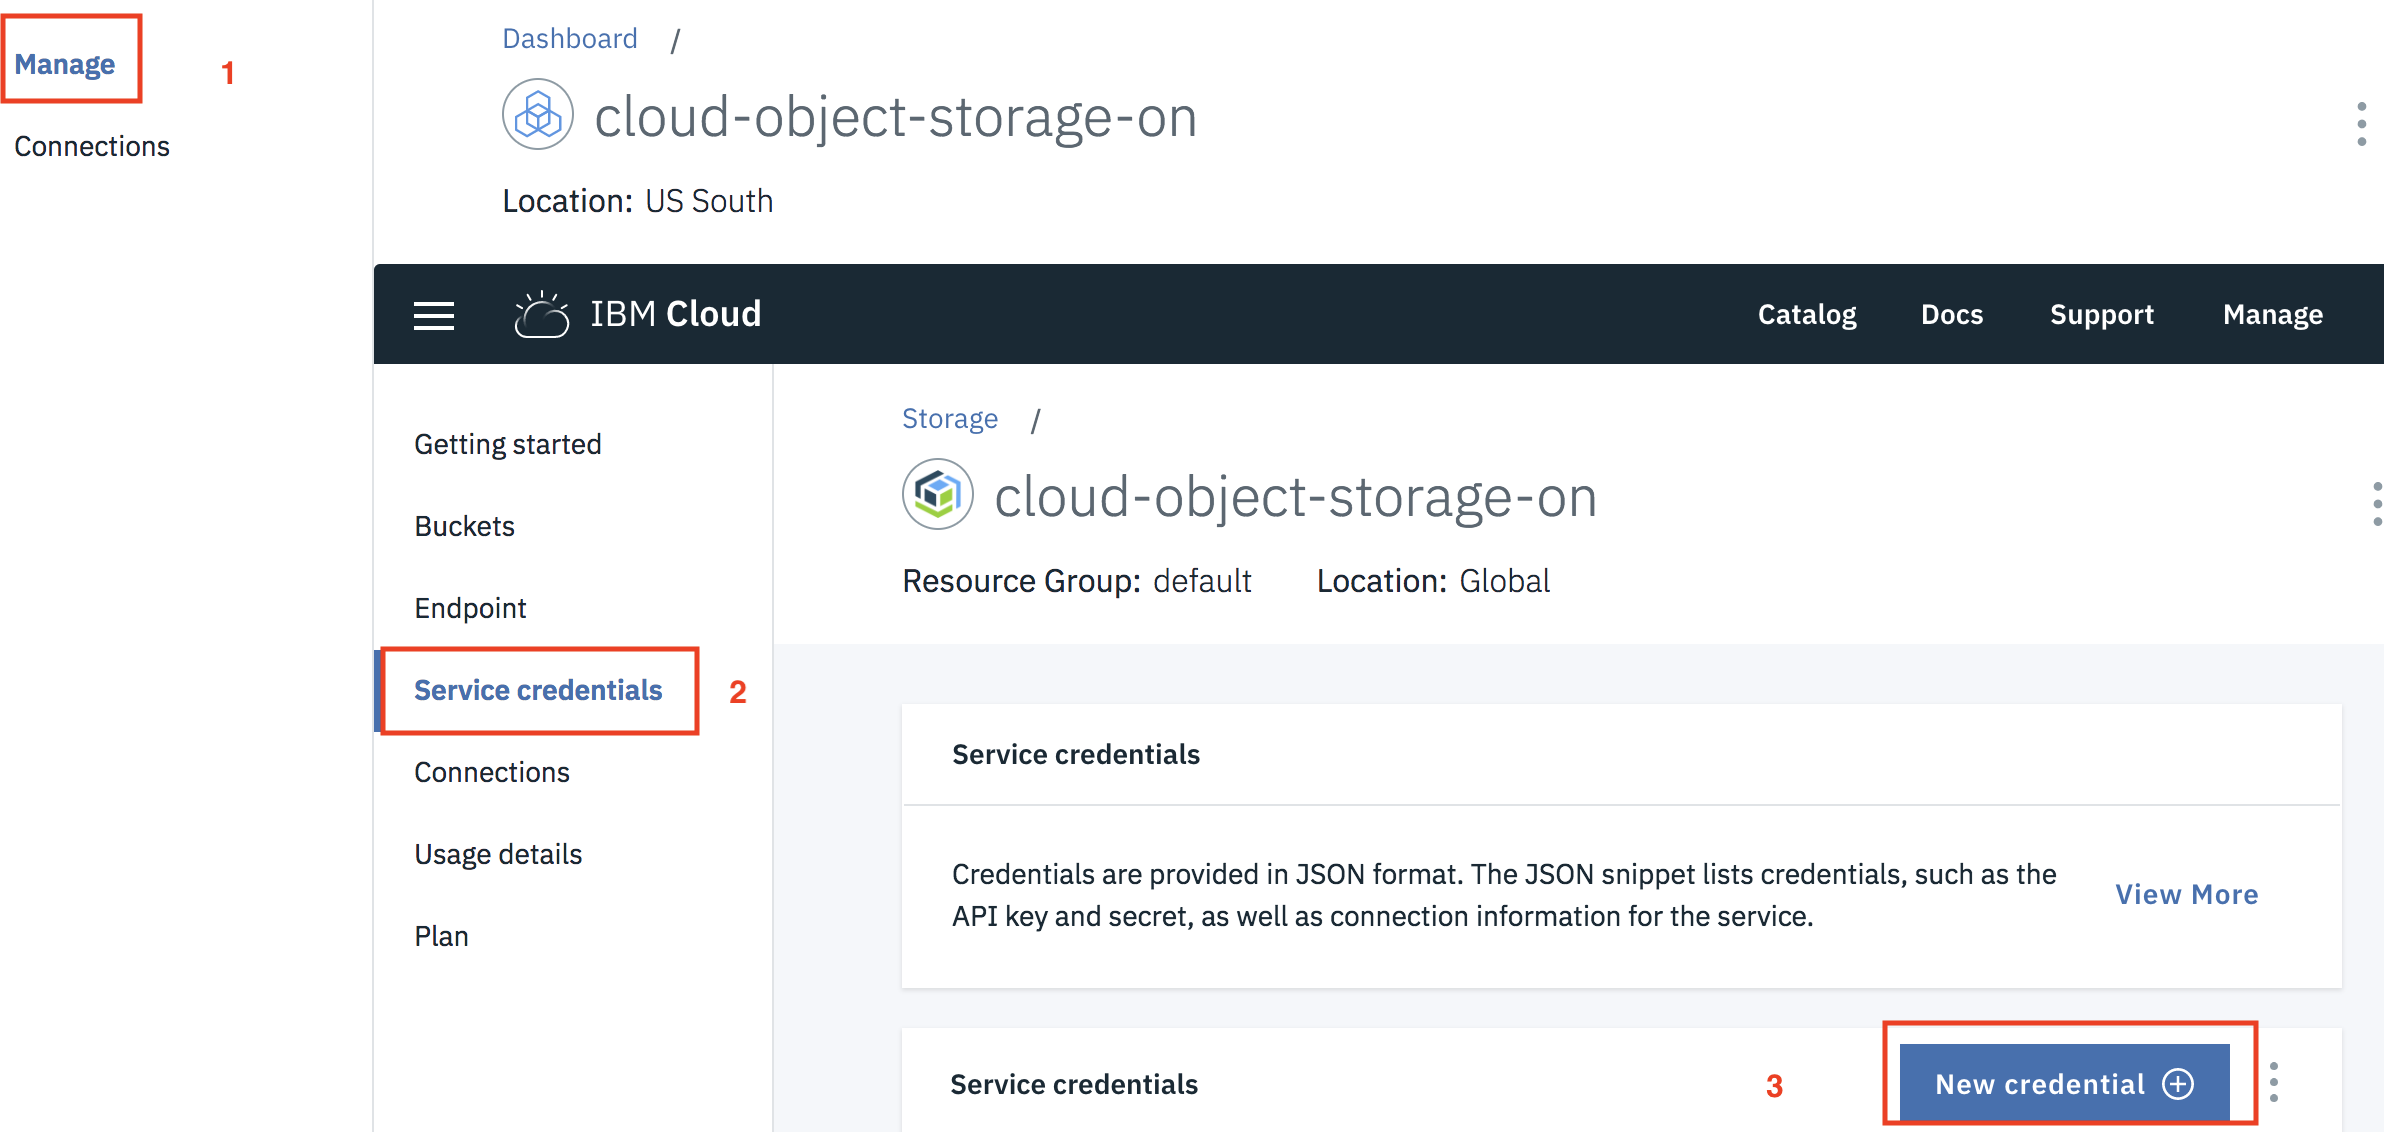 Manage
1
Connections
Dashboard /
cloud-object-storage-on
Location: US South
IBM Cloud
Catalog Docs Support Manage
Getting started
Buckets
Endpoint
Service credentials
2
Connections
Usage details
Plan
Storage /
cloud-object-storage-on
Resource Group: default Location: Global
Service credentials
Credentials are provided in JSON format. The JSON snippet lists credentials, such as the
API key and secret, as well as connection information for the service.
View More
Service credentials
3
New credential